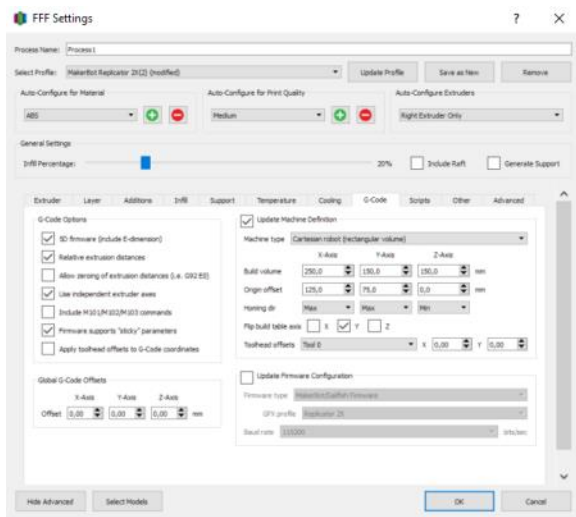 FFF Settings ?
Process Name: Process1
Select Profile: MakerBot Replicator 2X(2) (modified) Update Profile Save as New Remove
Auto-Configure for Material Auto-Configure for Print Quality Auto-Configure Extruders
ABS Medium Right Extruder Only
General Settings
Infill Percentage: 20% Include Raft Generate Support
Extruder Layer Additions Infill Support Temperature Cooling G-Code Scripts Other Advanced
G-Code Options
5D firmware (include E-dimension)
Relative extrusion distances
Allow zeroing of extrusion distances (i.e. G92 E0)
Use independent extruder axes
Include M101/M102/M103 commands
Firmware supports "sticky" parameters
Apply toolhead offsets to G-Code coordinates
Global G-Code Offsets
X-Axis Y-Axis Z-Axis
Offset 0,00 0,00 0,00 mm
Update Machine Definition
Machine type Cartesian robot (rectangular volume)
X-Axis Y-Axis Z-Axis
Build volume 250,0 150,0 150,0 mm
Origin offset 125,0 75,0 0,0 mm
Homing dir Max Max Min
Flip build table axis X Y Z
Toolhead offsets Tool 0 X 0,00 Y 0,00
Update Firmware Configuration
Firmware type MakerBot/Sailfish firmware
GPX profile Replicator 2X
Baud rate 115200 bits/sec
Hide Advanced Select Models OK Cancel